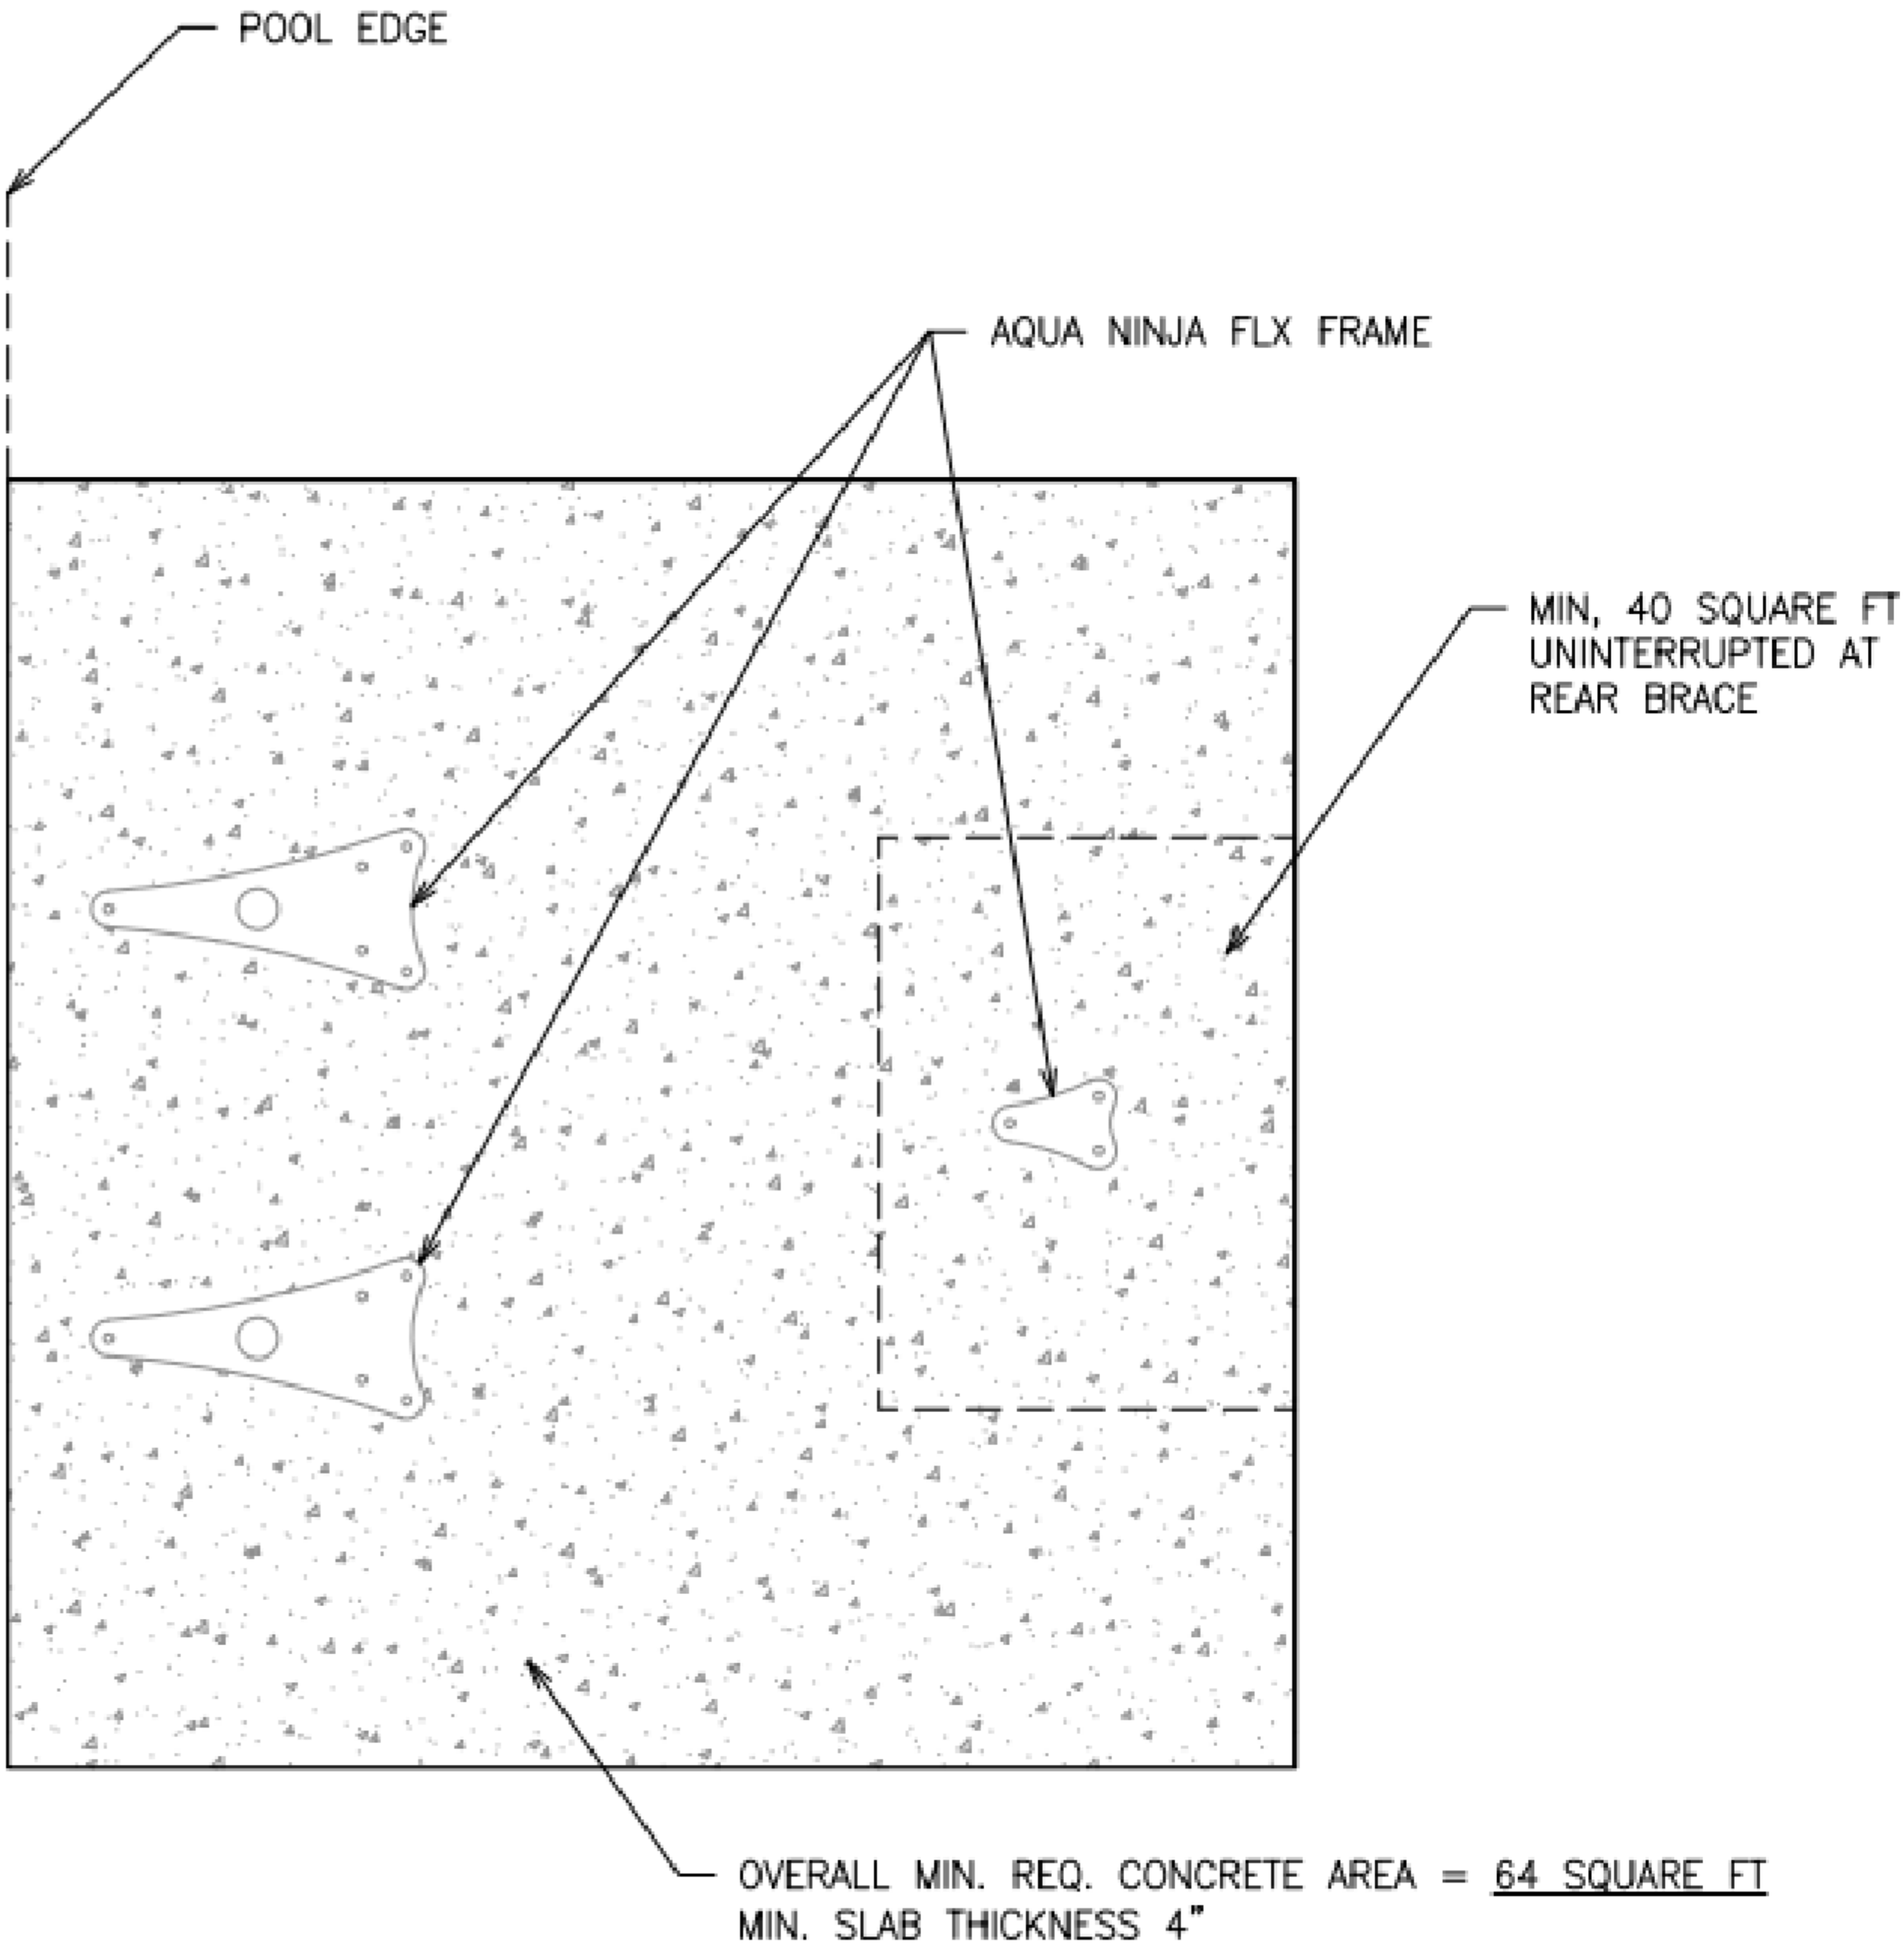 POOL EDGE
AQUA NINJA FLX FRAME
MIN, 40 SQUARE FT
UNINTERRUPTED AT
REAR BRACE
OVERALL MIN. REQ. CONCRETE AREA = 64 SQUARE FT
MIN. SLAB THICKNESS 4"